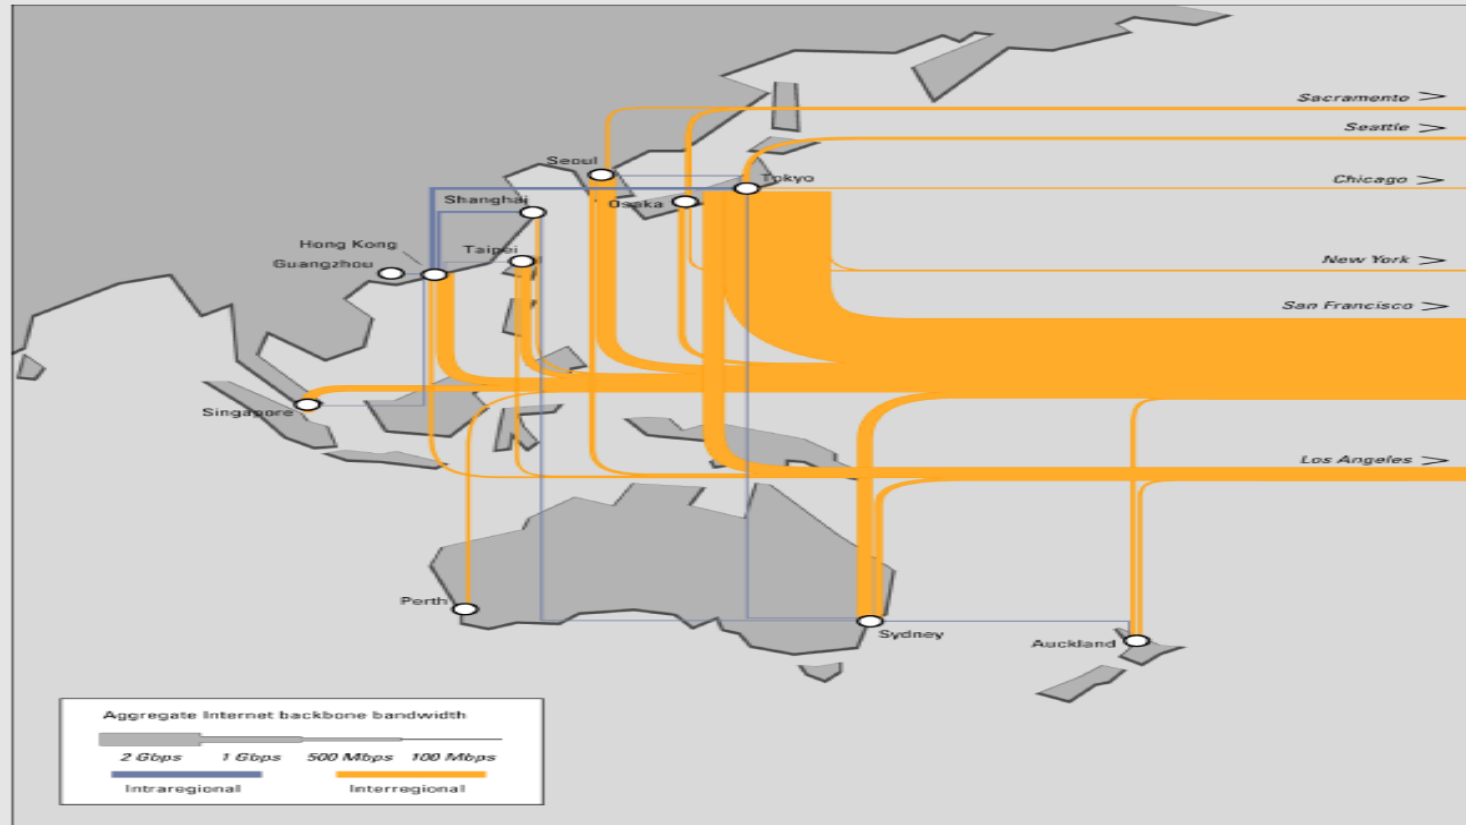 Sacramento >
Seattle >
Seoul
Tokyo
Chicago >
Shanghai
Osaka
Hong Kong
Taipei
Guangzhou
New York >
San Francisco >
Singapore
Los Angeles >
Perth
Sydney
Auckland
Aggregate Internet backbone bandwidth
2 Gbps 1 Gbps 500 Mbps 100 Mbps
Intraregional Interregional